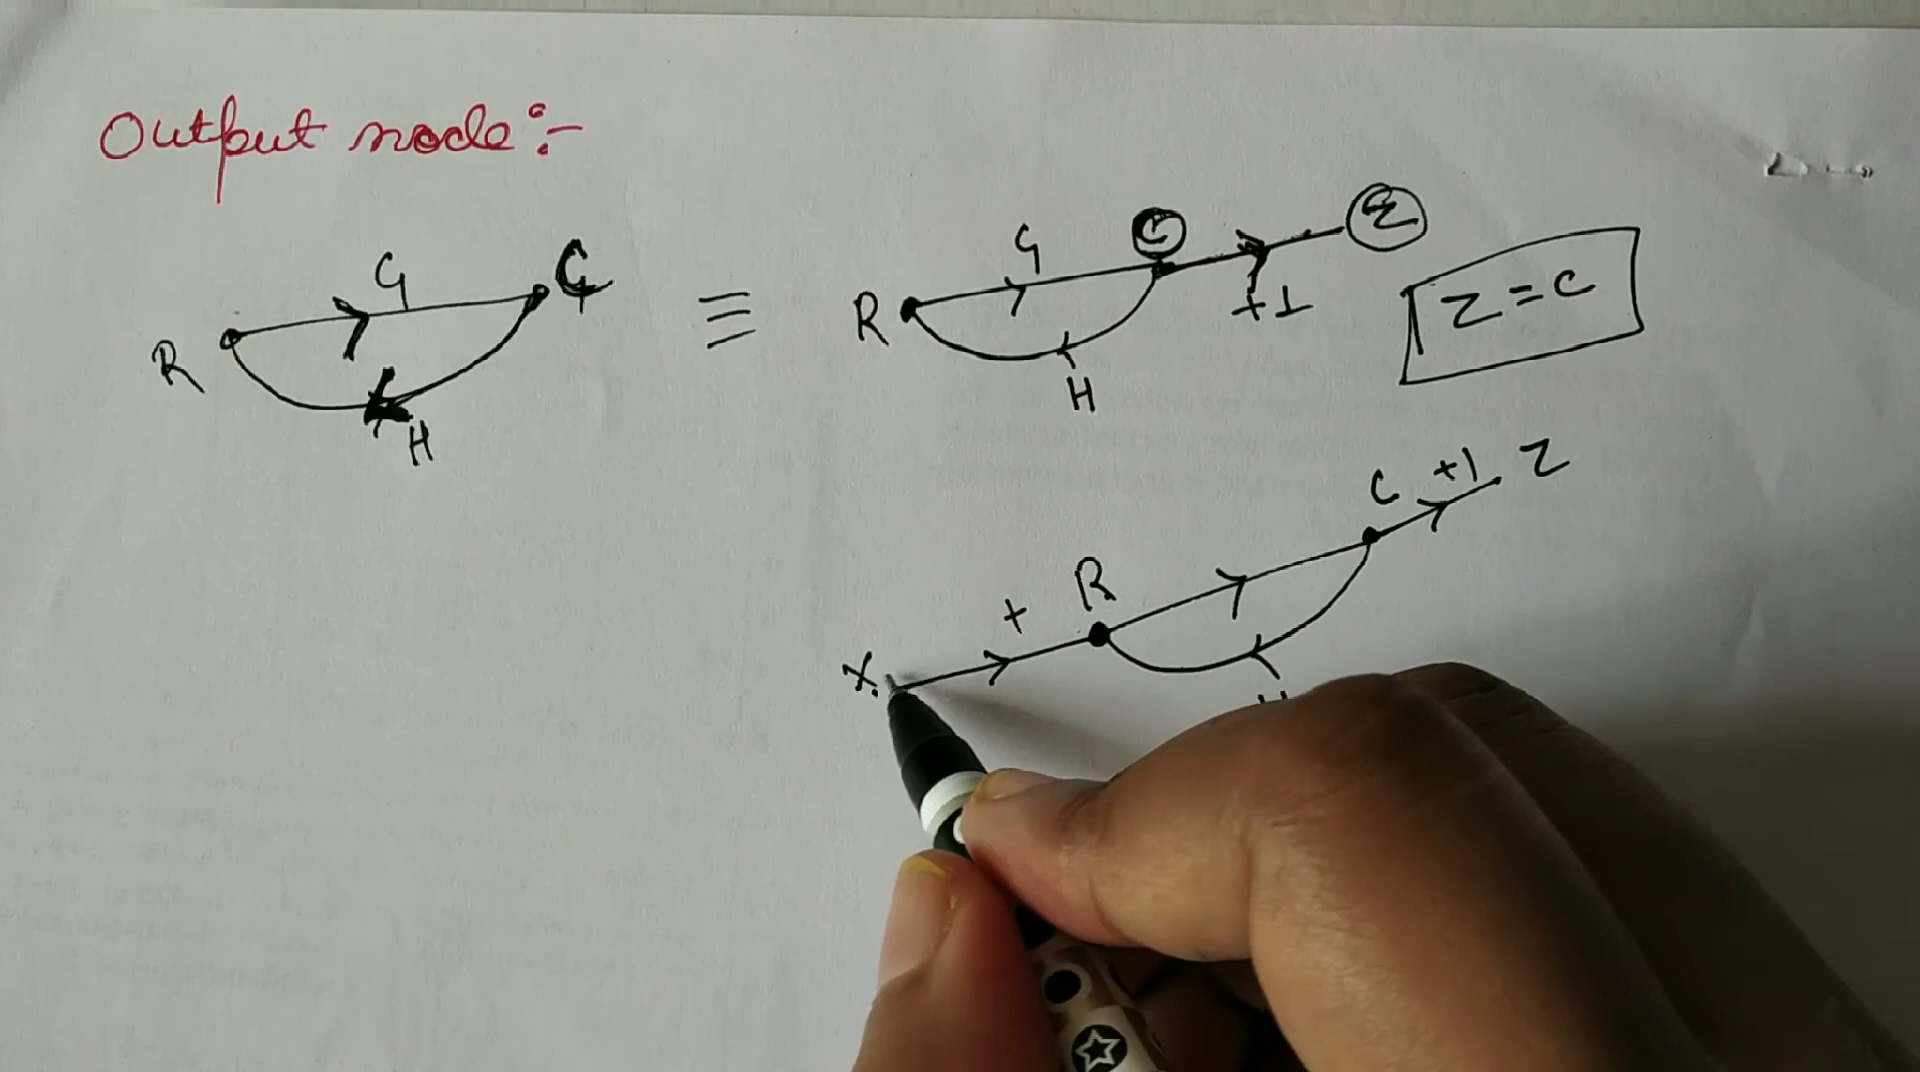 Output node:-
R G C H
≡
R G C +1 Z H
Z = C
X + R C +1 Z H